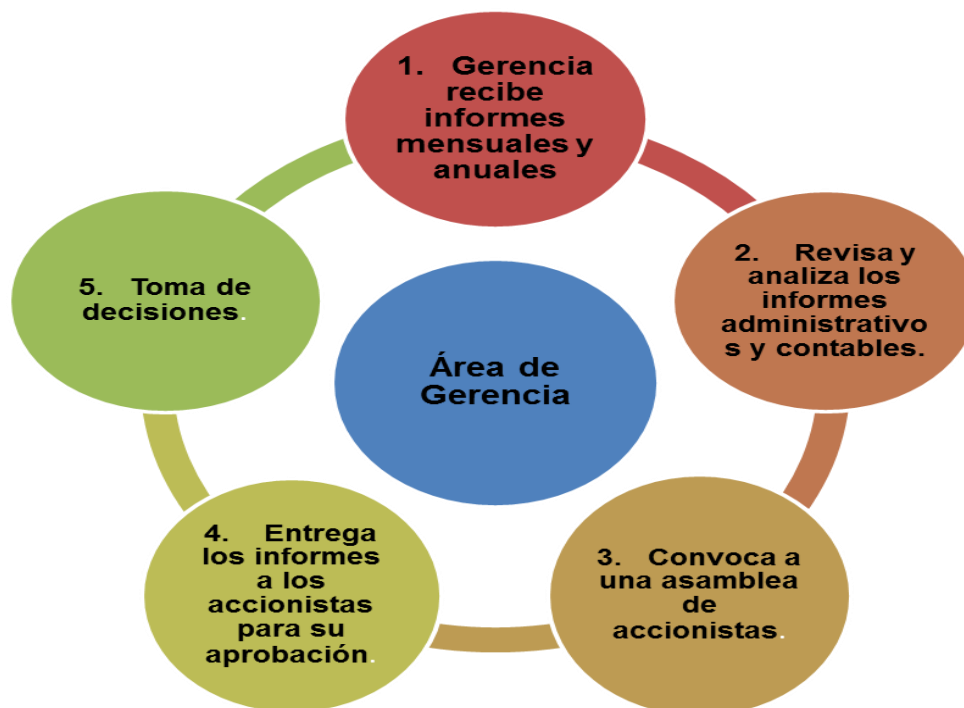 1. Gerencia
recibe
informes
mensuales y
anuales
2. Revisa y
analiza los
informes
administrativo
s y contables.
3. Convoca a
una asamblea
de
accionistas.
4. Entrega
los informes
a los
accionistas
para su
aprobación.
5. Toma de
decisiones.
Área de
Gerencia